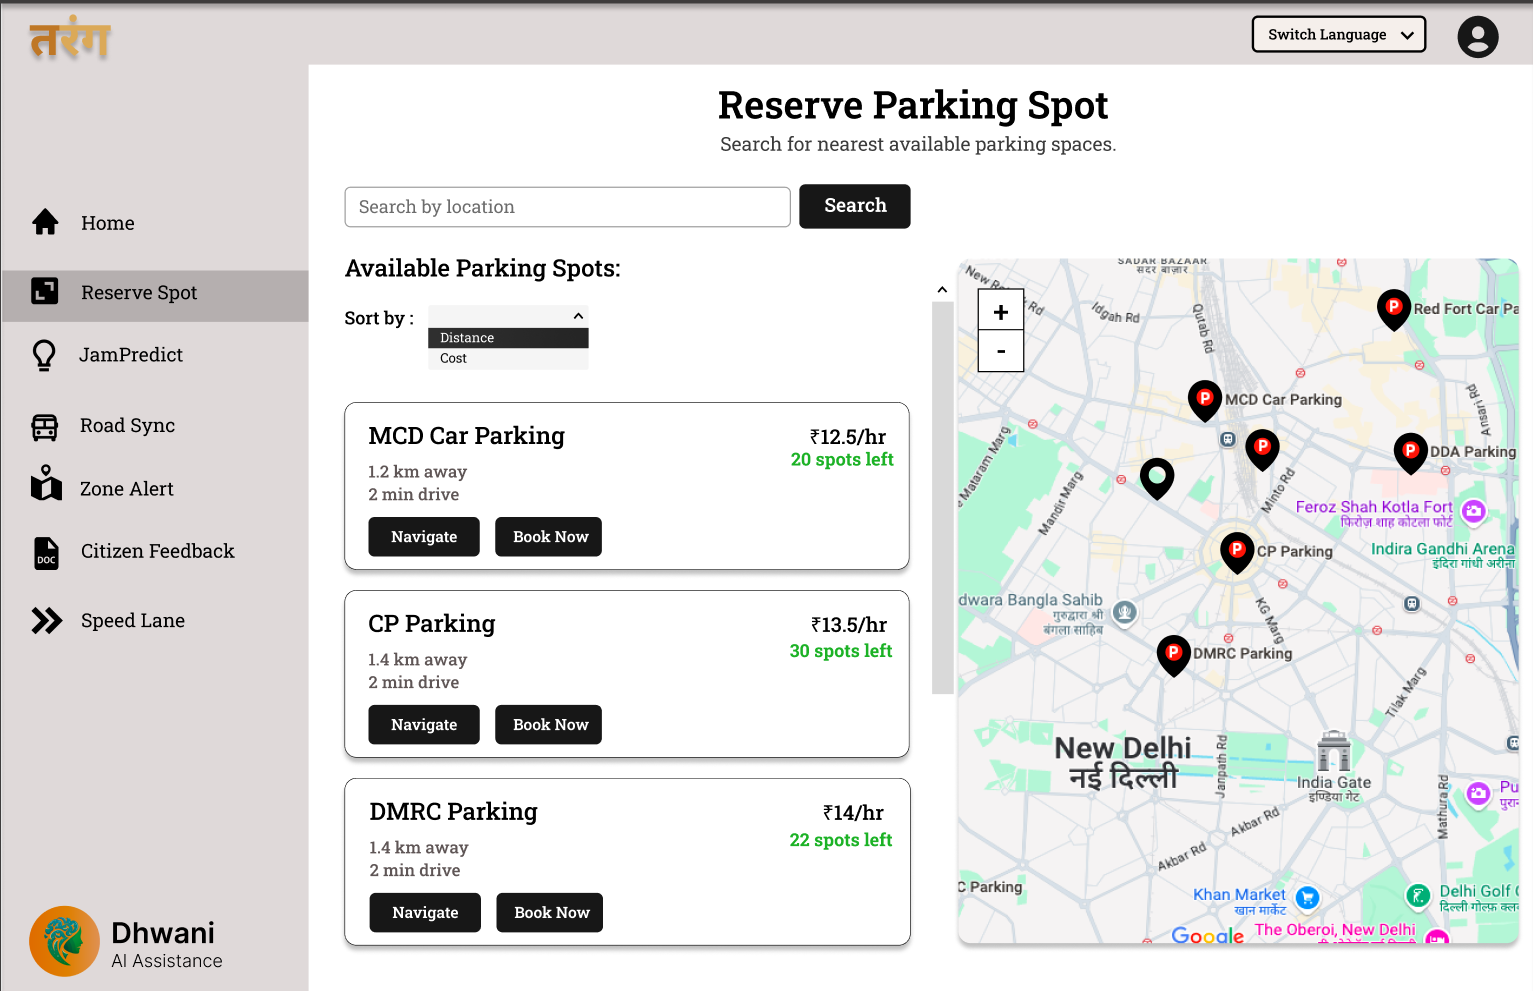 तरंग
Switch Language
Reserve Parking Spot
Search for nearest available parking spaces.
Home
Reserve Spot
JamPredict
Road Sync
Zone Alert
DOC
Citizen Feedback
Speed Lane
Dhwani
AI Assistance
Search by location
Search
Available Parking Spots:
Sort by :
Distance
Cost
MCD Car Parking
₹12.5/hr
1.2 km away
20 spots left
2 min drive
Navigate
Book Now
CP Parking
₹13.5/hr
1.4 km away
30 spots left
2 min drive
Navigate
Book Now
DMRC Parking
₹14/hr
1.4 km away
22 spots left
2 min drive
Navigate
Book Now
+
-
SADAR BAZAAR
सदर बाज़ार
Idgah Rd
Qutab Rd
P
Red Fort Car
P
MCD Car Parking
Ansari Rd
P
P
DDA Parking
Mataram Marg
Mandir Marg
Minto Rd
Feroz Shah Kotla Fort
फिरोज़ शाह कोटला फोर्ट
P
CP Parking
Indira Gandhi Arena
इंदिरा गांधी अरीना
Bangla Sahib
गुरुद्वारा श्री
बंगला साहिब
KG Marg
P
DMRC Parking
Tilak Marg
New Delhi
नई दिल्ली
Janpath Rd
India Gate
इण्डिया गेट
Mathura Rd
Akbar Rd
Akbar Rd
C Parking
Khan Market
खान मार्केट
Delhi Golf
दिल्ली गोल्फ़
Google
The Oberoi, New Delhi